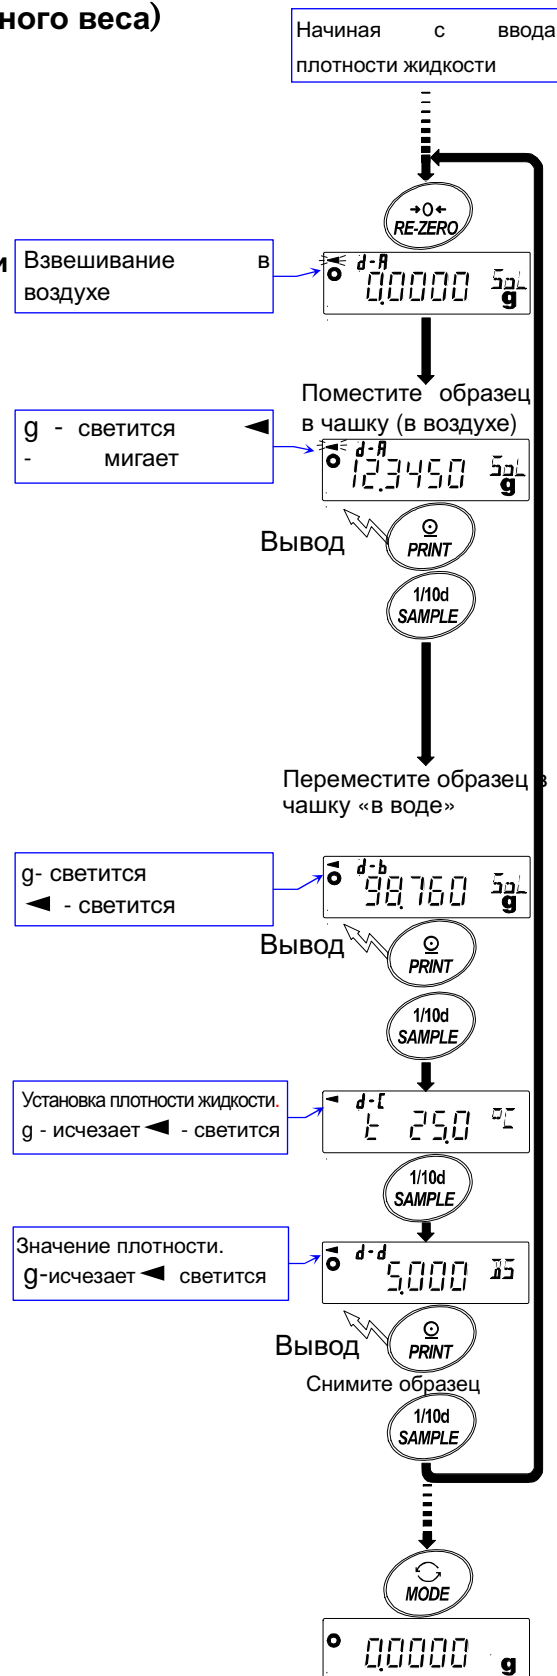 ного веса)
Начиная с ввода
плотности жидкости
→0←
RE-ZERO
и
Взвешивание в
воздухе
d-A
0.0000 g
Поместите образец
в чашку (в воздухе)
g - светится ◄
- мигает
d-A
12.3450 g
Вывод
PRINT
1/10d
SAMPLE
Переместите образец в
чашку «в воде»
g- светится
◄ - светится
d-b
98.760 g
Вывод
PRINT
1/10d
SAMPLE
Установка плотности жидкости.
g - исчезает ◄ - светится
d-C
t 25.0 °C
1/10d
SAMPLE
Значение плотности.
g-исчезает ◄ светится
d-d
5.000 DS
Вывод
PRINT
Снимите образец
1/10d
SAMPLE
MODE
0.0000 g